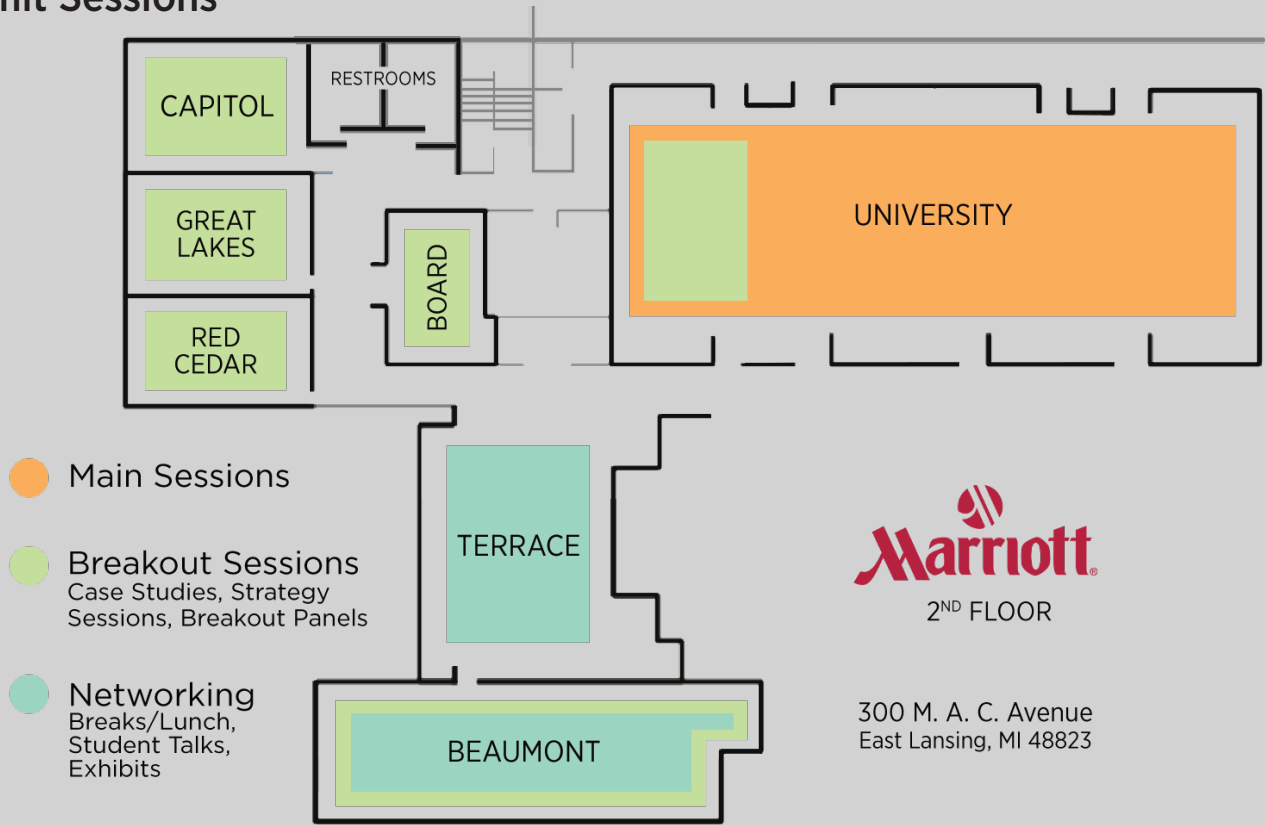 Sessions
CAPITOL
RESTROOMS
GREAT
LAKES
BOARD
UNIVERSITY
RED
CEDAR
Main Sessions
Breakout Sessions
Case Studies, Strategy
Sessions, Breakout Panels
Networking
Breaks/Lunch,
Student Talks,
Exhibits
TERRACE
BEAUMONT
Marriott®
2ND FLOOR
300 M. A. C. Avenue
East Lansing, MI 48823